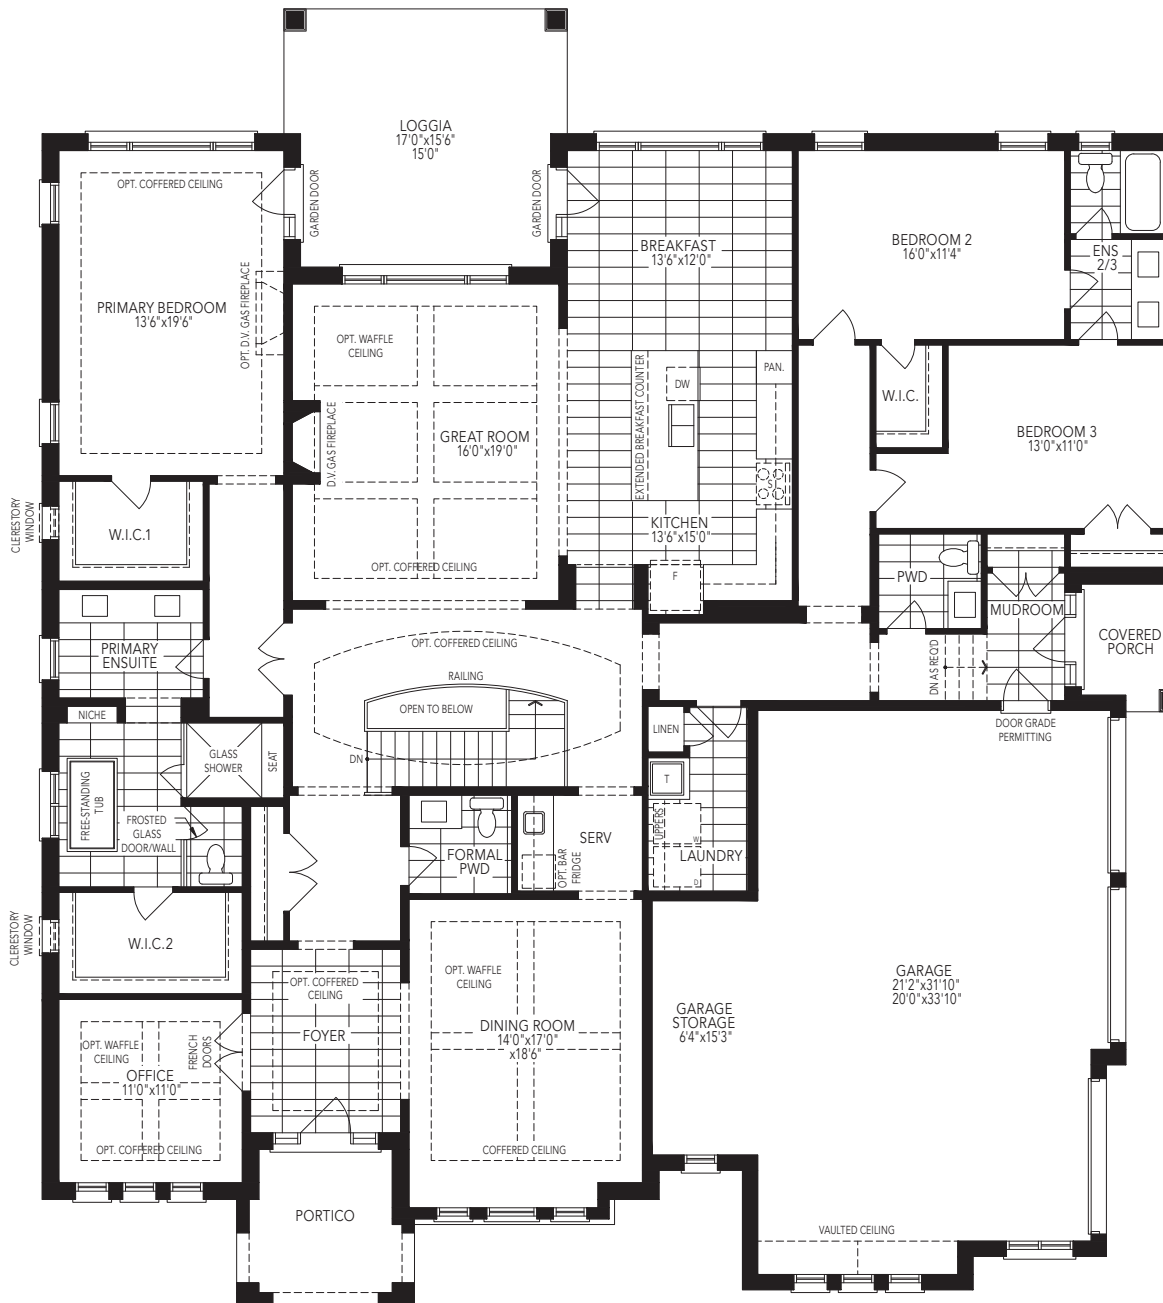 LOGGIA
17'0"x15'6"
15'0"
OPT. COFFERED CEILING
GARDEN DOOR
GARDEN DOOR
BREAKFAST
13'6"x12'0"
BEDROOM 2
16'0"x11'4"
ENS
2/3
PRIMARY BEDROOM
13'6"x19'6"
OPT. D.V. GAS FIREPLACE
OPT. WAFFLE
CEILING
EXTENDED BREAKFAST COUNTER
DW
PAN.
W.I.C.
GREAT ROOM
16'0"x19'0"
D.V. GAS FIREPLACE
BEDROOM 3
13'0"x11'0"
S
CLERESTORY
WINDOW
W.I.C.1
KITCHEN
13'6"x15'0"
OPT. COFFERED CEILING
F
PWD
MUDROOM
PRIMARY
ENSUITE
OPT. COFFERED CEILING
COVERED
PORCH
RAILING
DN AS REQ'D
OPEN TO BELOW
NICHE
LINEN
DOOR GRADE
PERMITTING
GLASS
SHOWER
SEAT
DN
T
FREE-STANDING
TUB
FROSTED
GLASS
DOOR/WALL
FORMAL
PWD
SERV
OPT. BAR
FRIDGE
UPPERS
W
LAUNDRY
D
CLERESTORY
WINDOW
W.I.C.2
OPT. COFFERED
CEILING
OPT. WAFFLE
CEILING
GARAGE
21'2"x31'10"
20'0"x33'10"
FOYER
DINING ROOM
14'0"x17'0"
x18'6"
GARAGE
STORAGE
6'4"x15'3"
OPT. WAFFLE
CEILING
FRENCH
DOORS
OFFICE
11'0"x11'0"
OPT. COFFERED CEILING
COFFERED CEILING
PORTICO
VAULTED CEILING